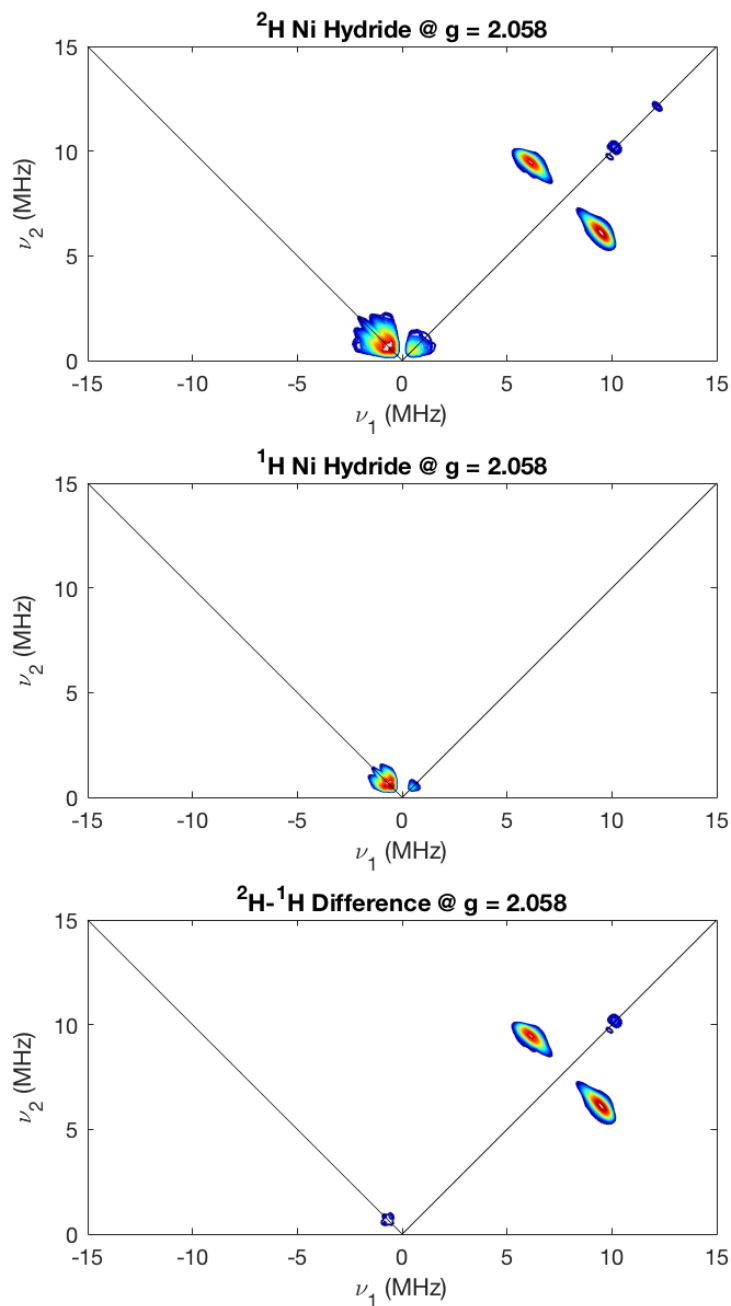 ²H Ni Hydride @ g = 2.058
15
10
5
0
ν₂ (MHz)
-15 -10 -5 0 5 10 15
ν₁ (MHz)
¹H Ni Hydride @ g = 2.058
15
10
5
0
ν₂ (MHz)
-15 -10 -5 0 5 10 15
ν₁ (MHz)
²H-¹H Difference @ g = 2.058
15
10
5
0
ν₂ (MHz)
-15 -10 -5 0 5 10 15
ν₁ (MHz)